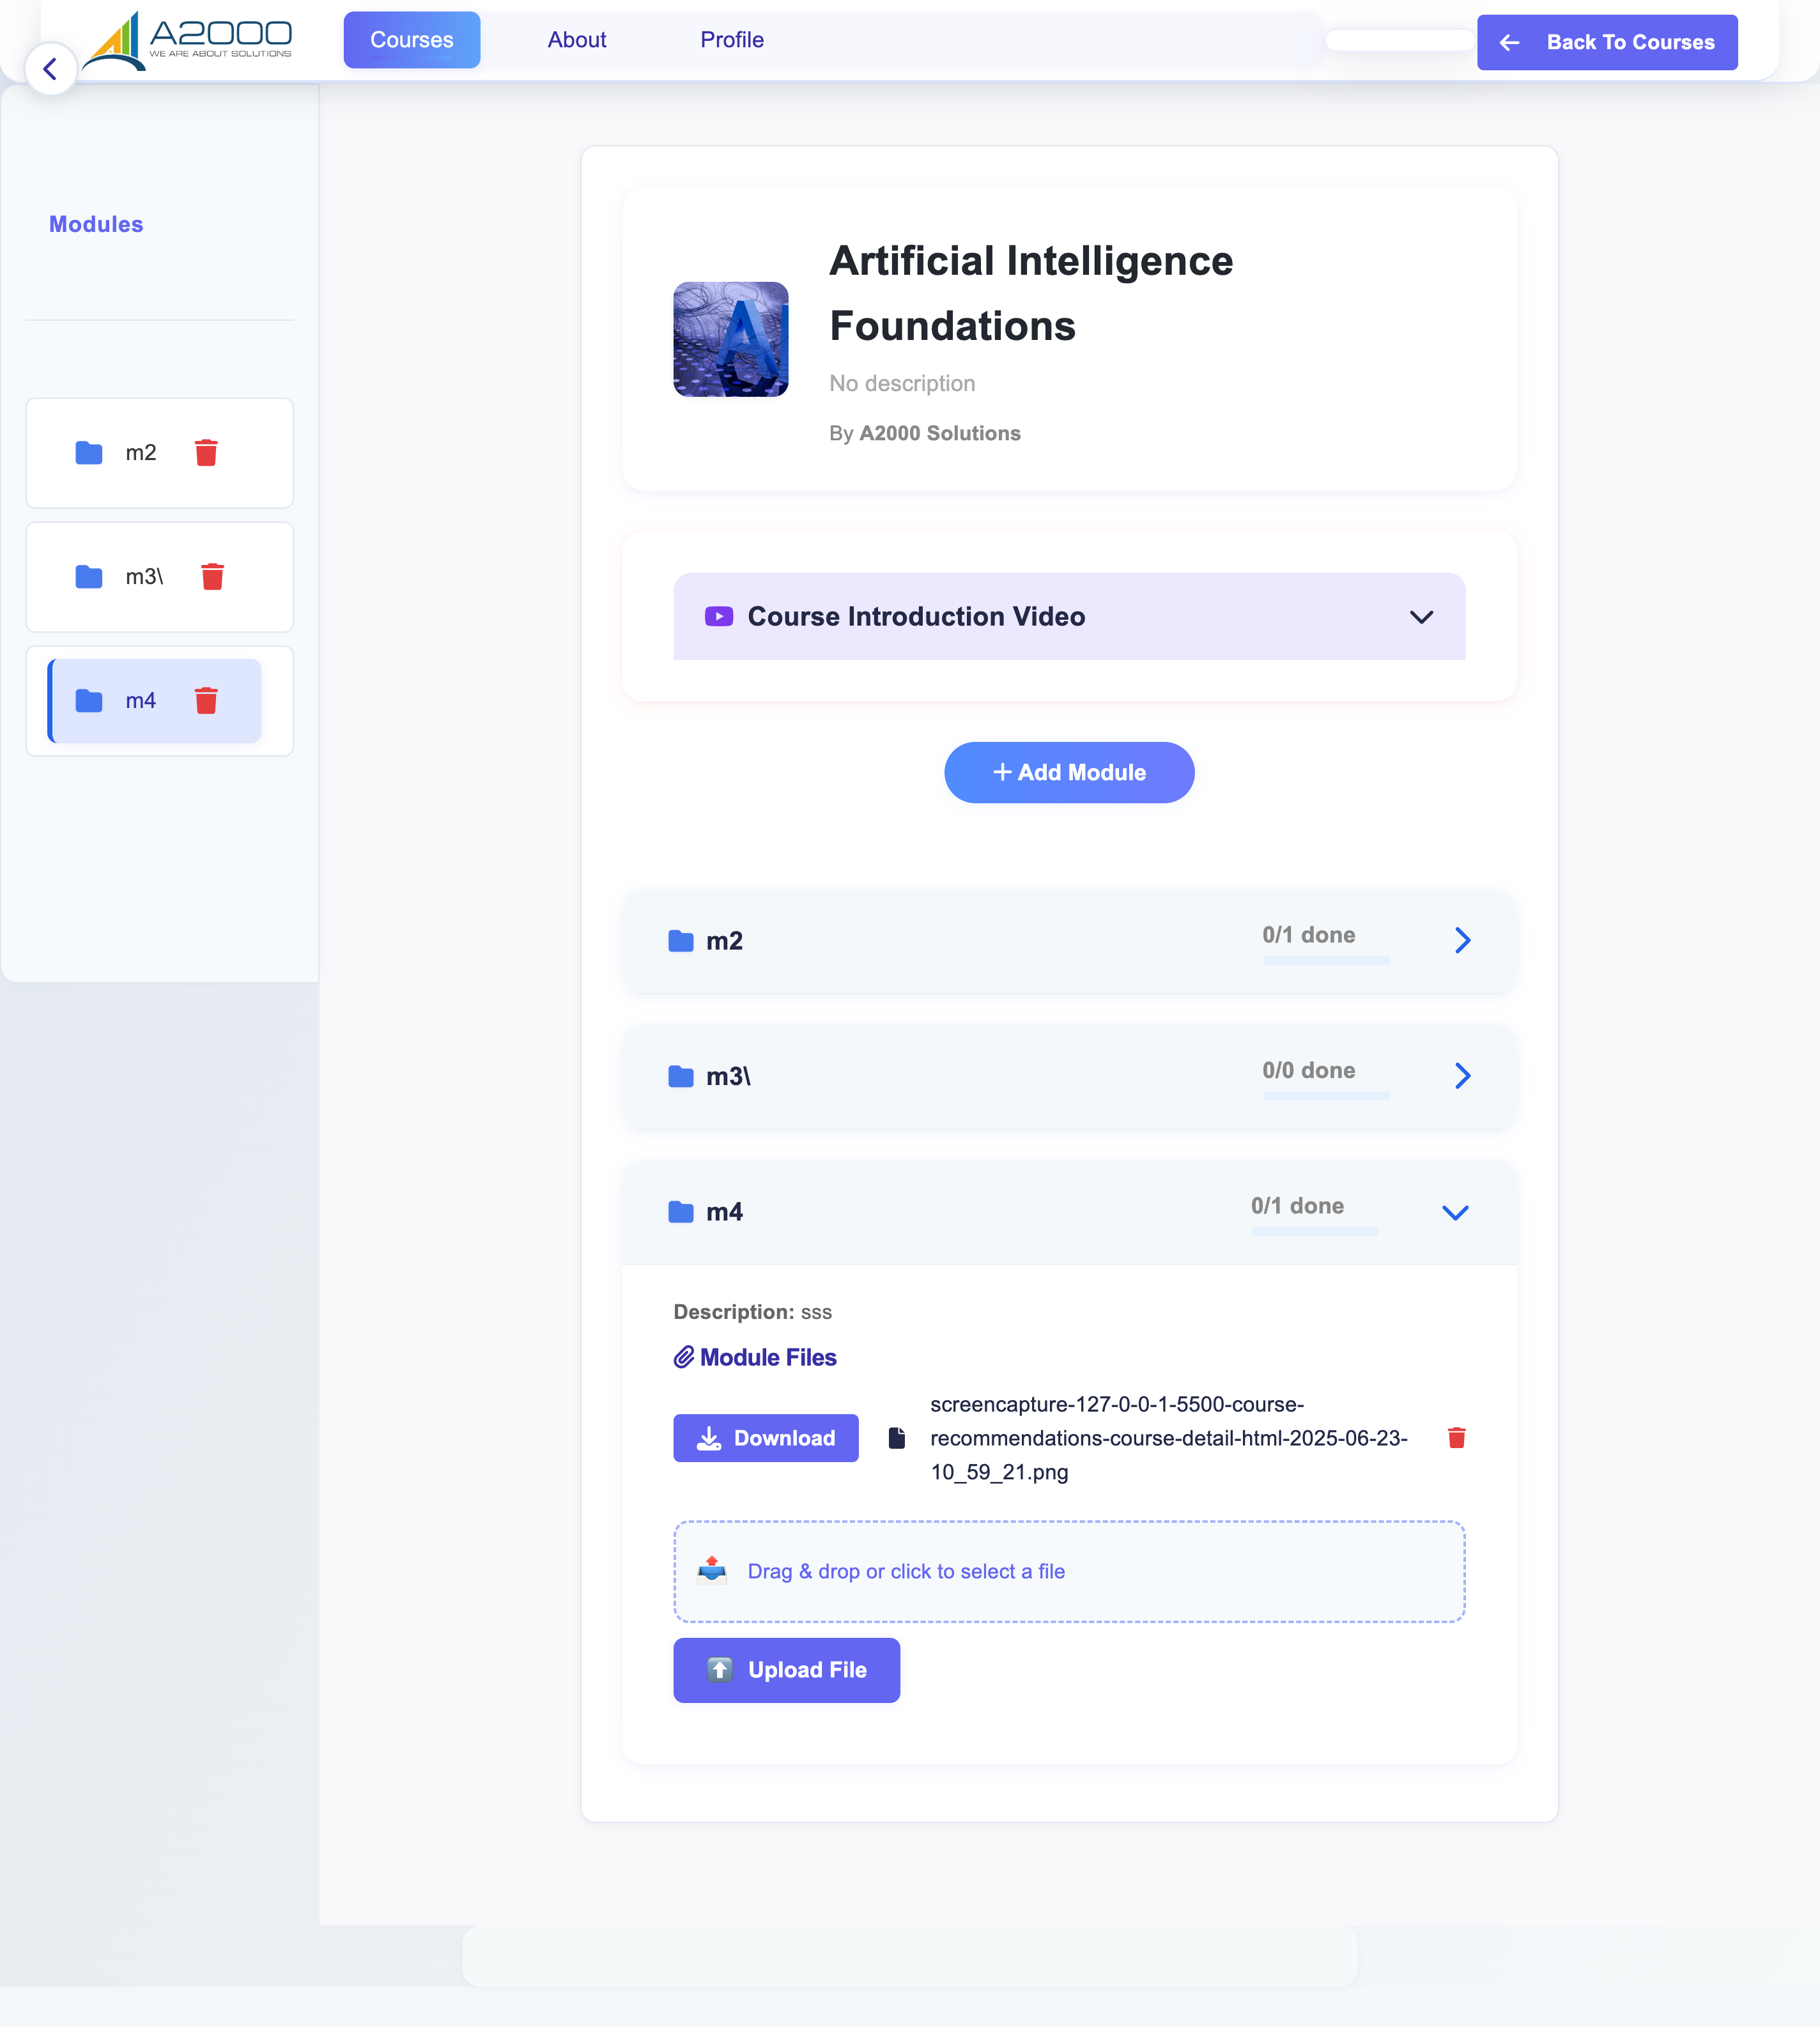 A2000
WE ARE ABOUT SOLUTIONS
Courses
About
Profile
Back To Courses
Modules
m2
m3\
m4
Artificial Intelligence
Foundations
No description
By A2000 Solutions
Course Introduction Video
+ Add Module
m2
0/1 done
m3\
0/0 done
m4
0/1 done
Description: sss
Module Files
Download
screencapture-127-0-0-1-5500-course-
recommendations-course-detail-html-2025-06-23-
10_59_21.png
Drag & drop or click to select a file
Upload File